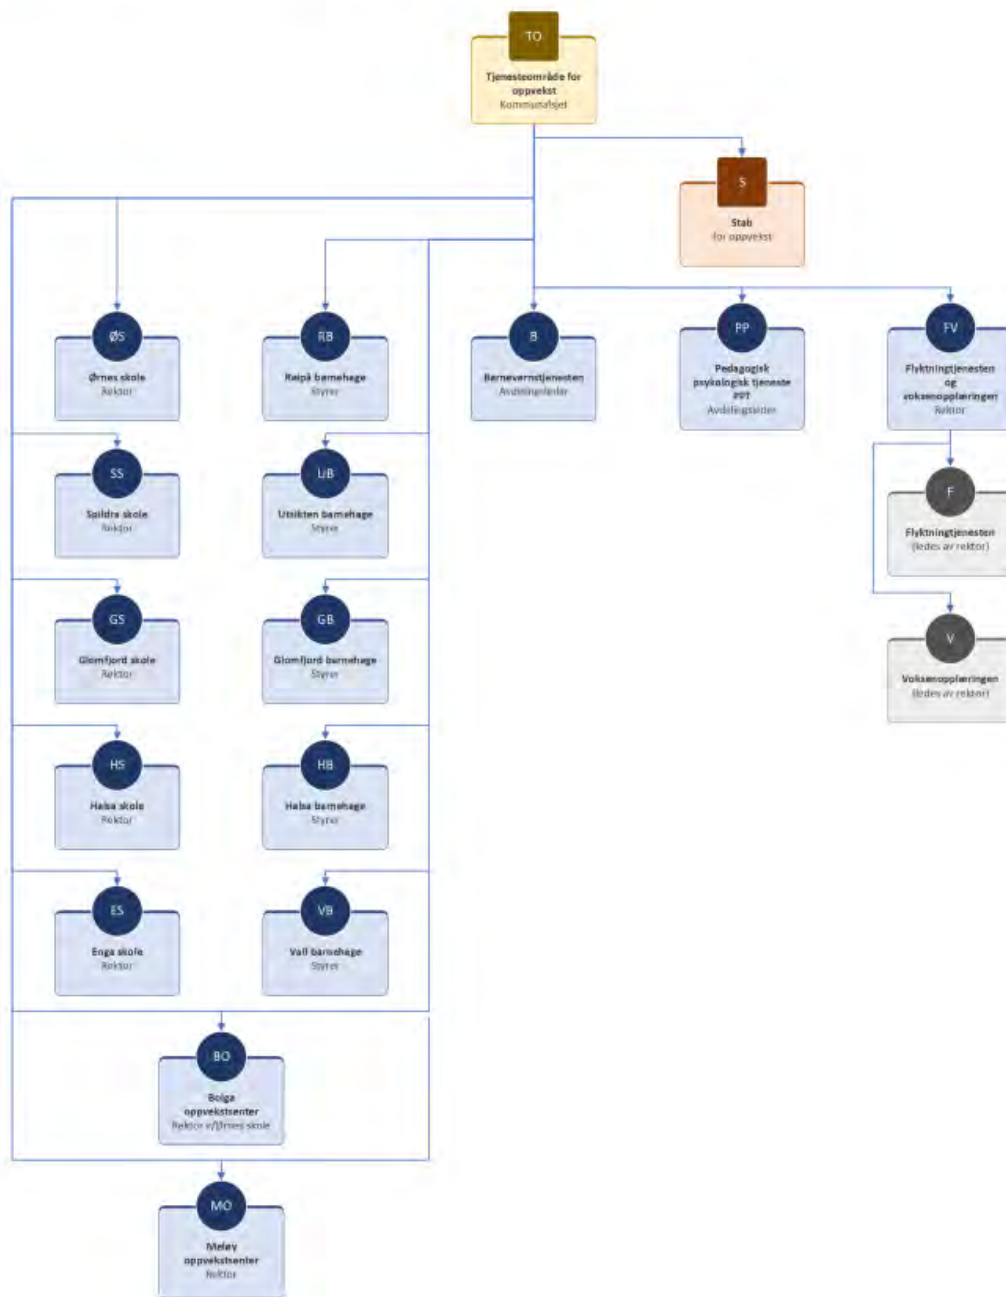 TO
Tjenesteområde for
oppvekst
Kommunalsjef
S
Stab
for oppvekst
ØS
Ørnes skole
Rektor
RB
Reipå barnehage
Styrer
B
Barnevernstjenesten
Avdelingsleder
PP
Pedagogisk
psykologisk tjeneste
PPT
Avdelingsleder
FV
Flyktningtjenesten
og
voksenopplæringen
Rektor
SS
Spildra skole
Rektor
UB
Utsikten barnehage
Styrer
F
Flyktningtjenesten
(ledes av rektor)
GS
Glomfjord skole
Rektor
GB
Glomfjord barnehage
Styrer
V
Voksenopplæringen
(ledes av rektor)
HS
Halsa skole
Rektor
HB
Halsa barnehage
Styrer
ES
Enga skole
Rektor
VB
Vall barnehage
Styrer
BO
Bolga
oppvekstsenter
Rektor v/Ørnes skole
MO
Meløy
oppvekstsenter
Rektor